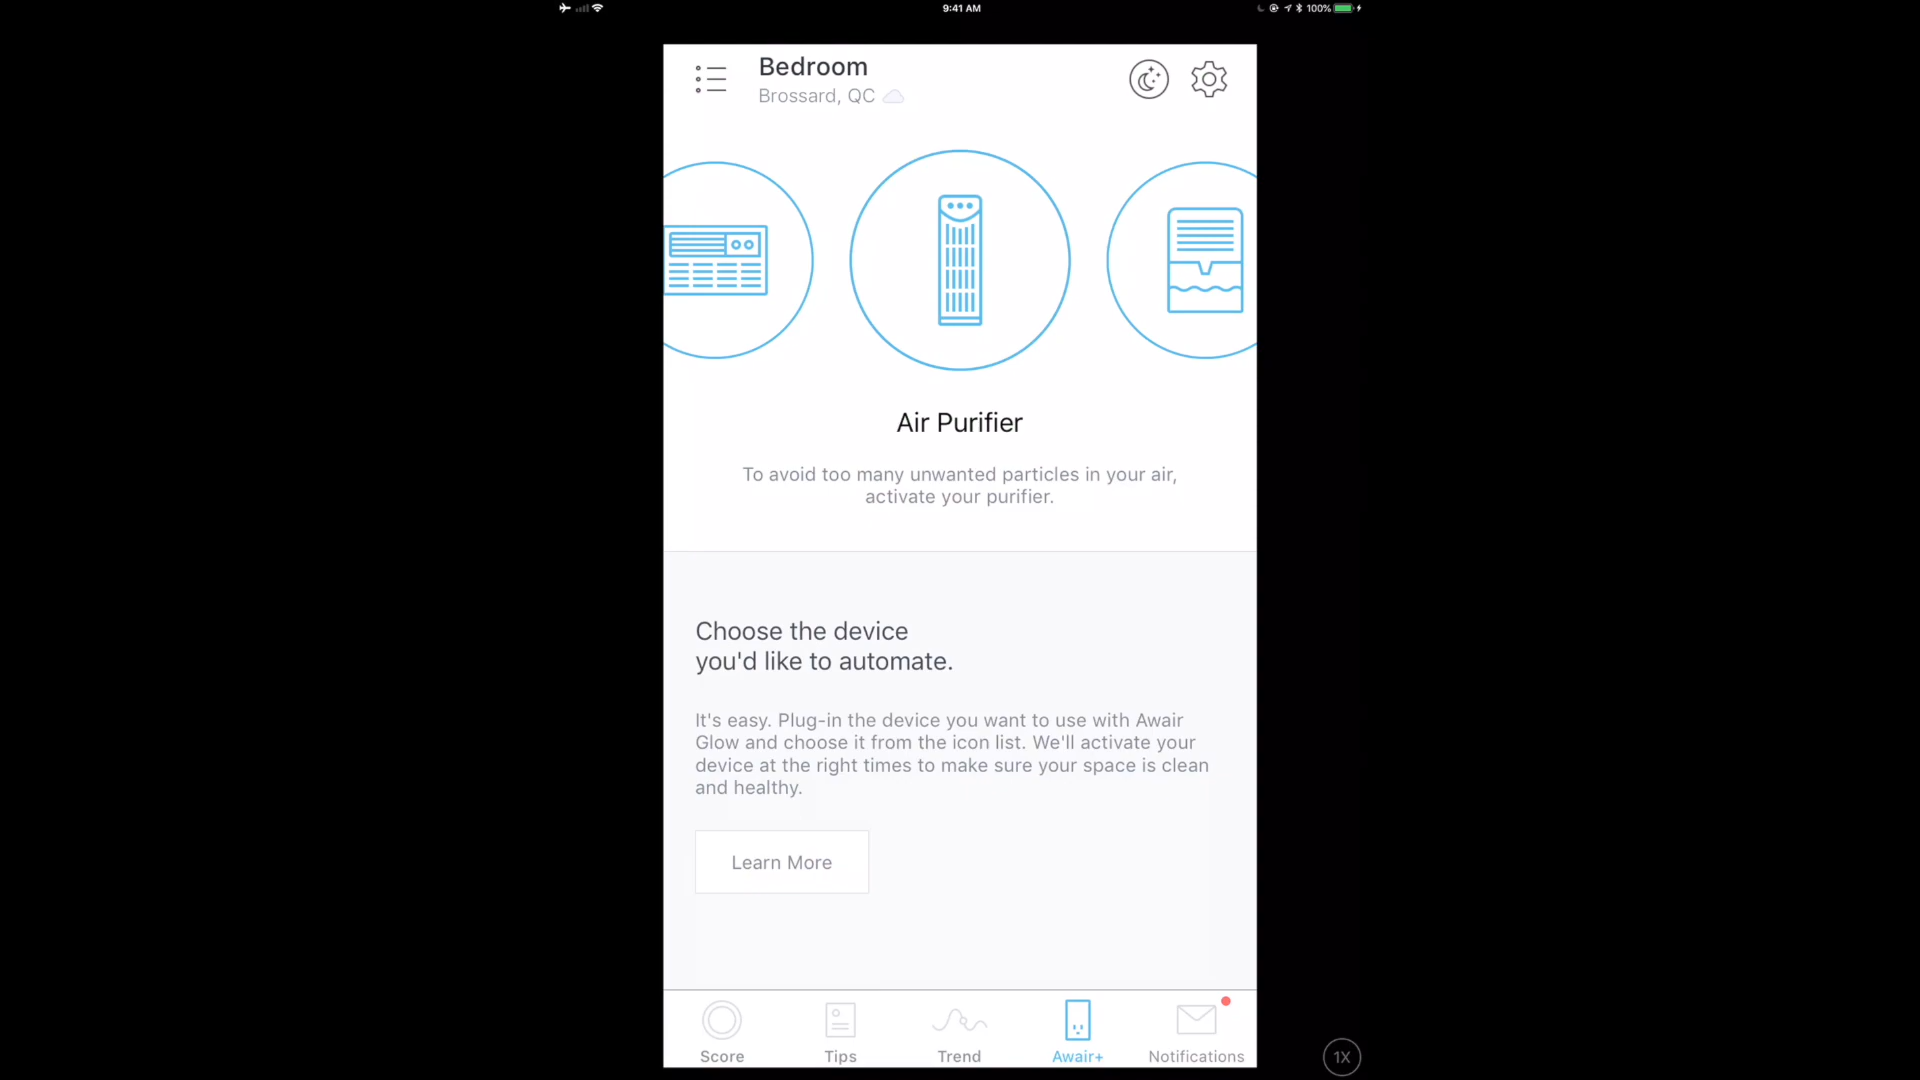 9:41 AM
100%
Bedroom
Brossard, QC
Air Purifier
To avoid too many unwanted particles in your air,
activate your purifier.
Choose the device
you'd like to automate.
It's easy. Plug-in the device you want to use with Awair
Glow and choose it from the icon list. We'll activate your
device at the right times to make sure your space is clean
and healthy.
Learn More
Score
Tips
Trend
Awair+
Notifications
1X